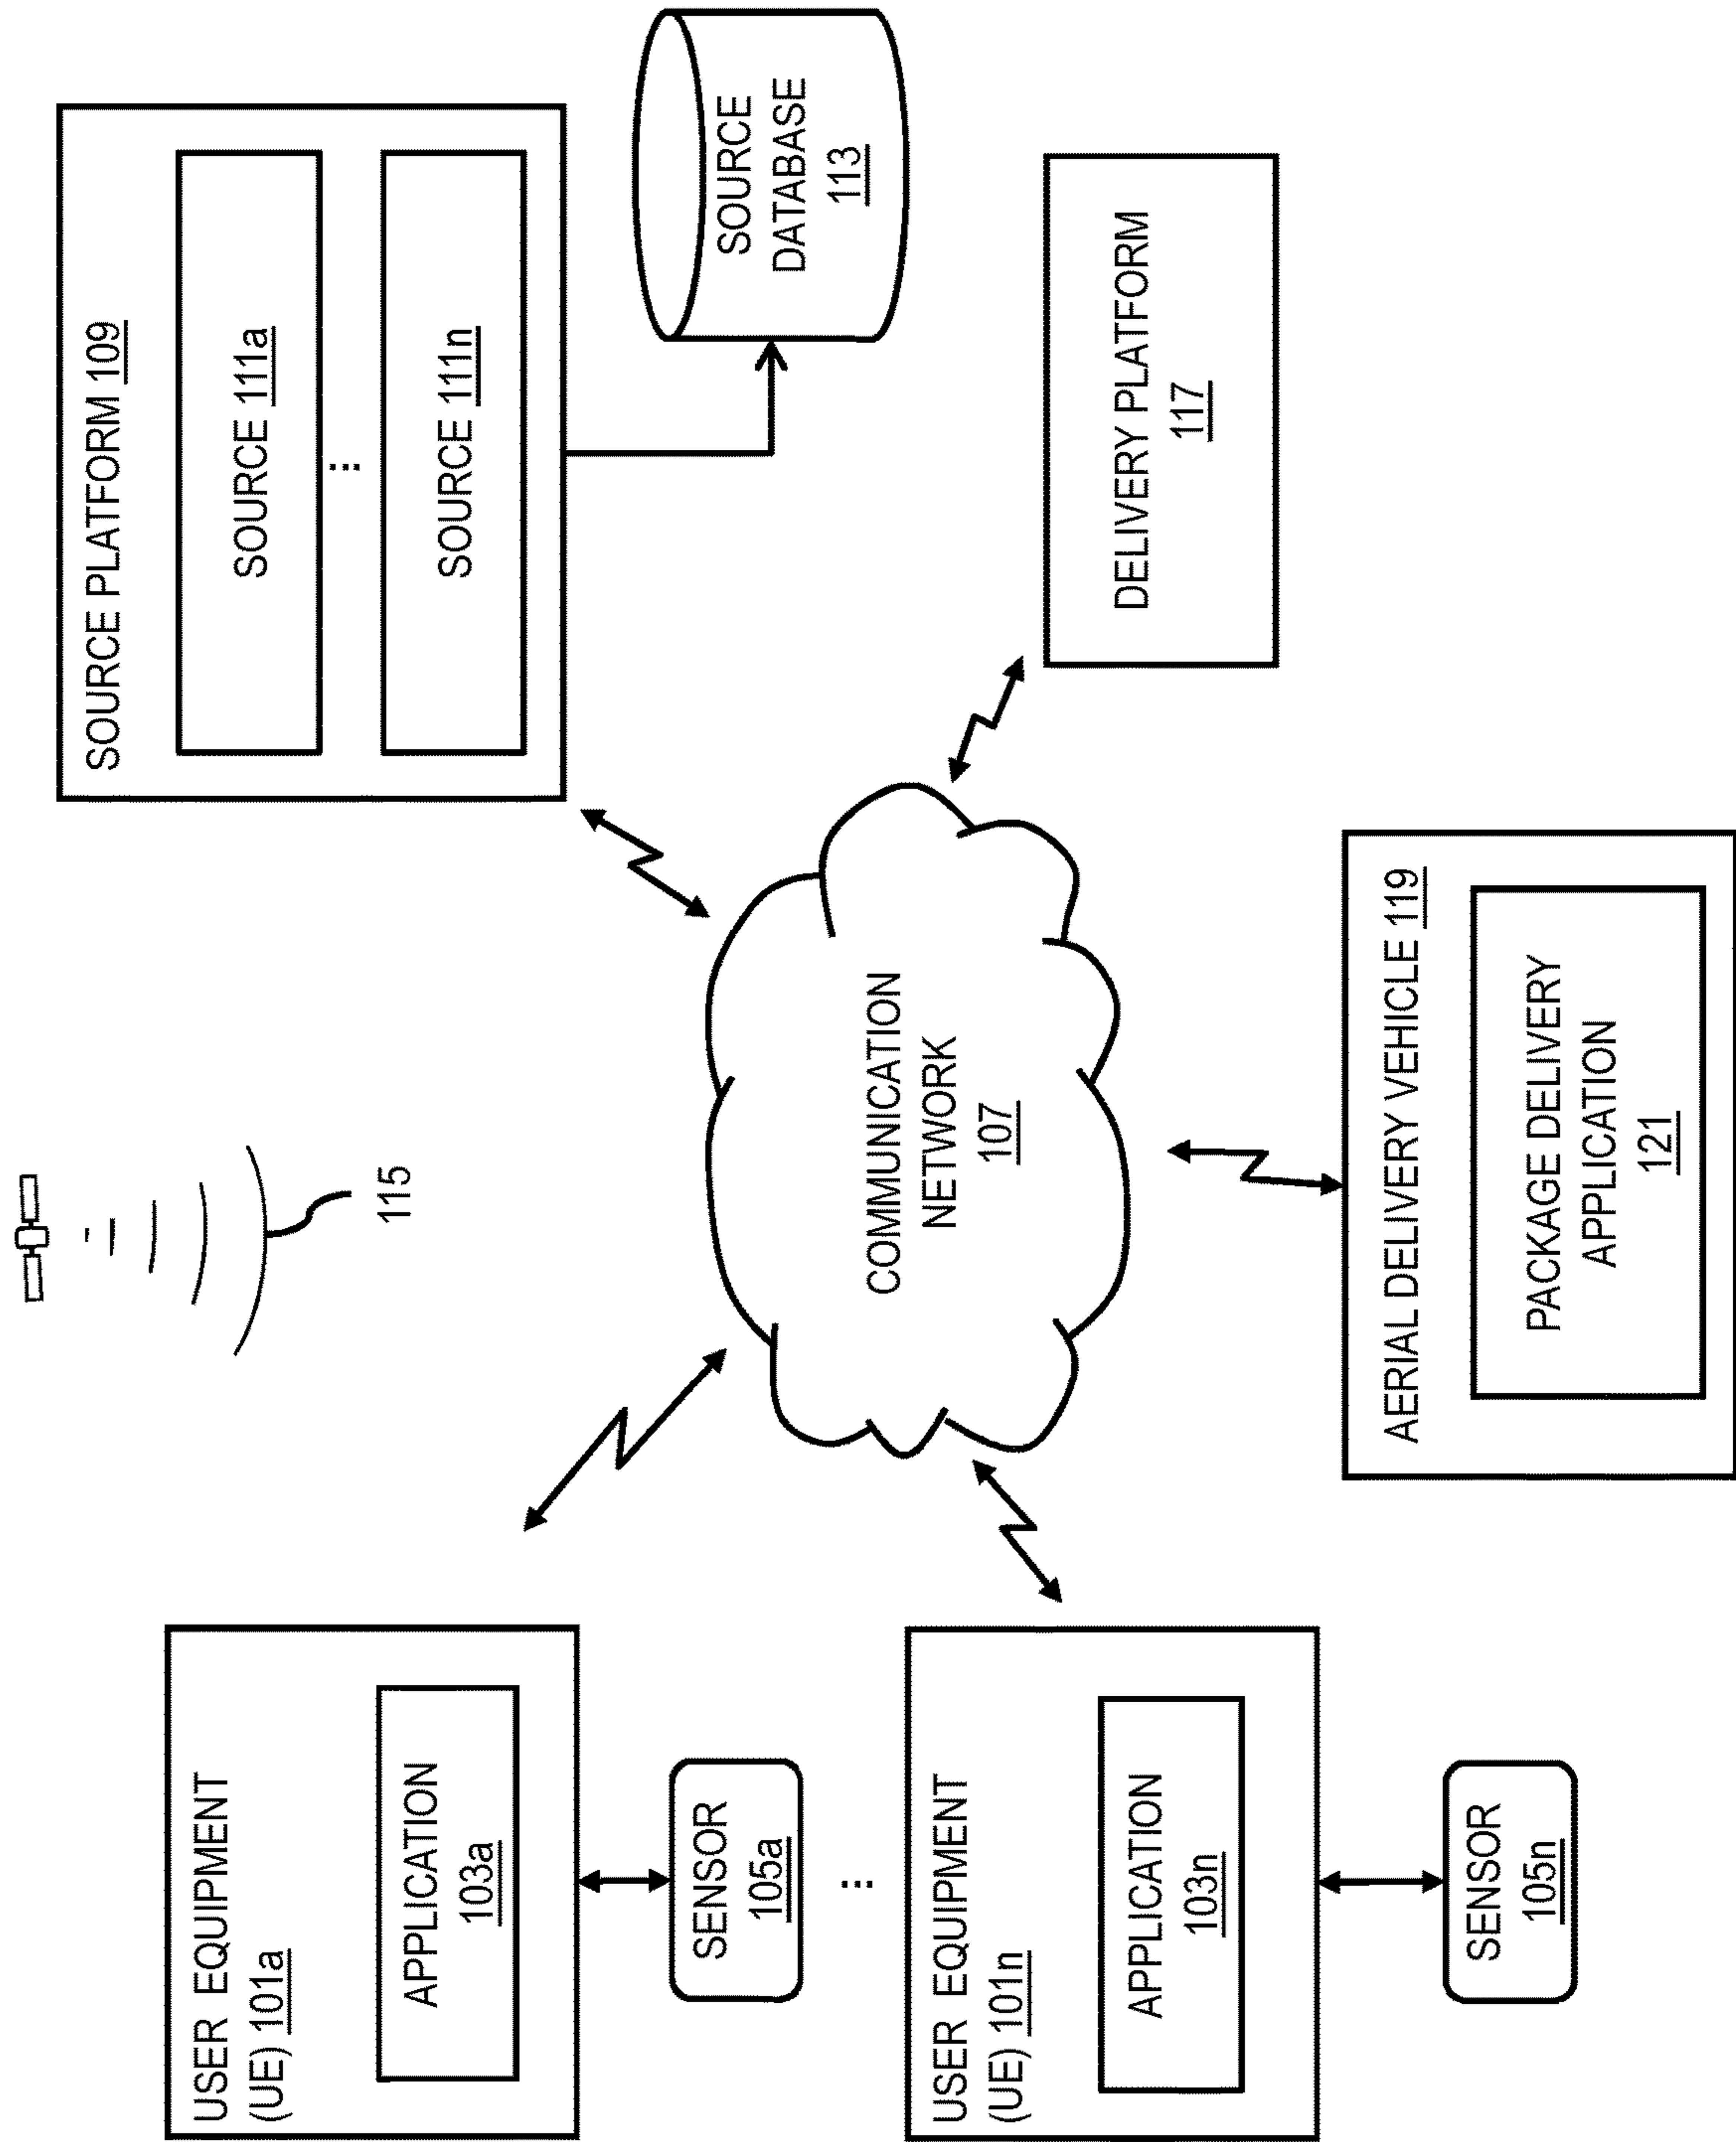 115
USER EQUIPMENT
(UE) 101a
APPLICATION
103a
SENSOR
105a
...
USER EQUIPMENT
(UE) 101n
APPLICATION
103n
SENSOR
105n
COMMUNICATION
NETWORK
107
SOURCE PLATFORM 109
SOURCE 111a
...
SOURCE 111n
SOURCE
DATABASE
113
DELIVERY PLATFORM
117
AERIAL DELIVERY VEHICLE 119
PACKAGE DELIVERY
APPLICATION
121